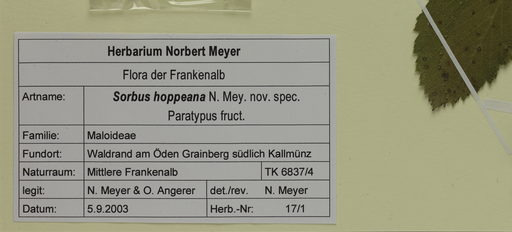 Herbarium Norbert Meyer
Flora der Frankenalb
Artname: Sorbus hoppeana N. Mey. nov. spec.
Paratypus fruct.
Familie: Maloideae
Fundort: Waldrand am Öden Grainberg südlich Kallmünz
Naturraum: Mittlere Frankenalb TK 6837/4
legit: N. Meyer & O. Angerer det./rev. N. Meyer
Datum: 5.9.2003 Herb.-Nr: 17/1